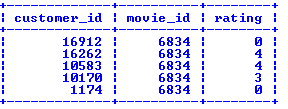 customer_id | movie_id | rating
16912 | 6834 | 0
16262 | 6834 | 4
10583 | 6834 | 4
10170 | 6834 | 3
1174 | 6834 | 0